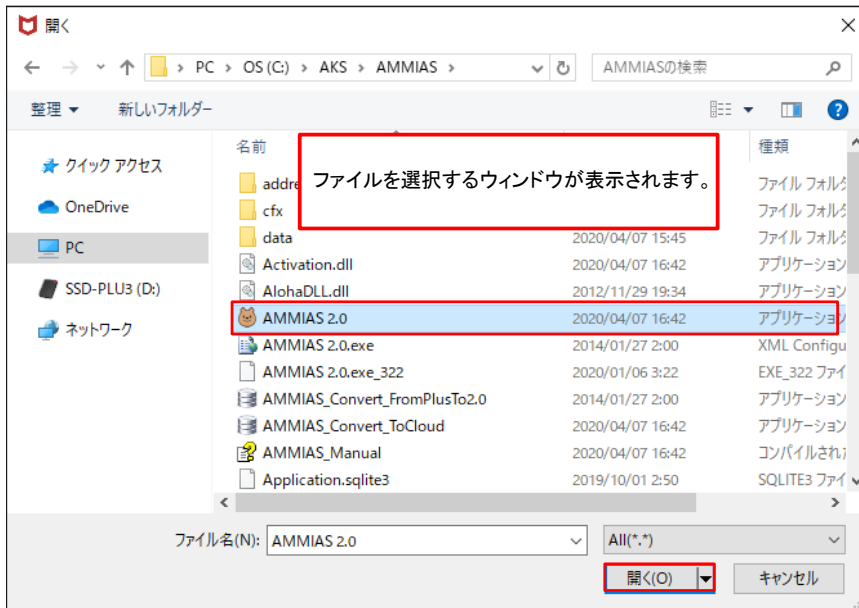 開く
PC › OS (C:) › AKS › AMMIAS ›
AMMIASの検索
整理
新しいフォルダー
名前
種類
ファイルを選択するウィンドウが表示されます。
クイック アクセス
OneDrive
PC
SSD-PLU3 (D:)
ネットワーク
addre ファイル フォルダ
cfx ファイル フォルダ
data 2020/04/07 15:45 ファイル フォルダ
Activation.dll 2020/04/07 16:42 アプリケーション
AlohaDLL.dll 2012/11/29 19:34 アプリケーション
AMMIAS 2.0 2020/04/07 16:42 アプリケーション
AMMIAS 2.0.exe 2014/01/27 2:00 XML Configu
AMMIAS 2.0.exe_322 2020/01/06 3:22 EXE_322 ファイ
AMMIAS_Convert_FromPlusTo2.0 2014/01/27 2:00 アプリケーション
AMMIAS_Convert_ToCloud 2020/04/07 16:42 アプリケーション
AMMIAS_Manual 2020/04/07 16:42 コンパイルされた
Application.sqlite3 2019/10/01 2:50 SQLITE3 ファイ
ファイル名(N): AMMIAS 2.0 All(*.*)
開く(O) キャンセル